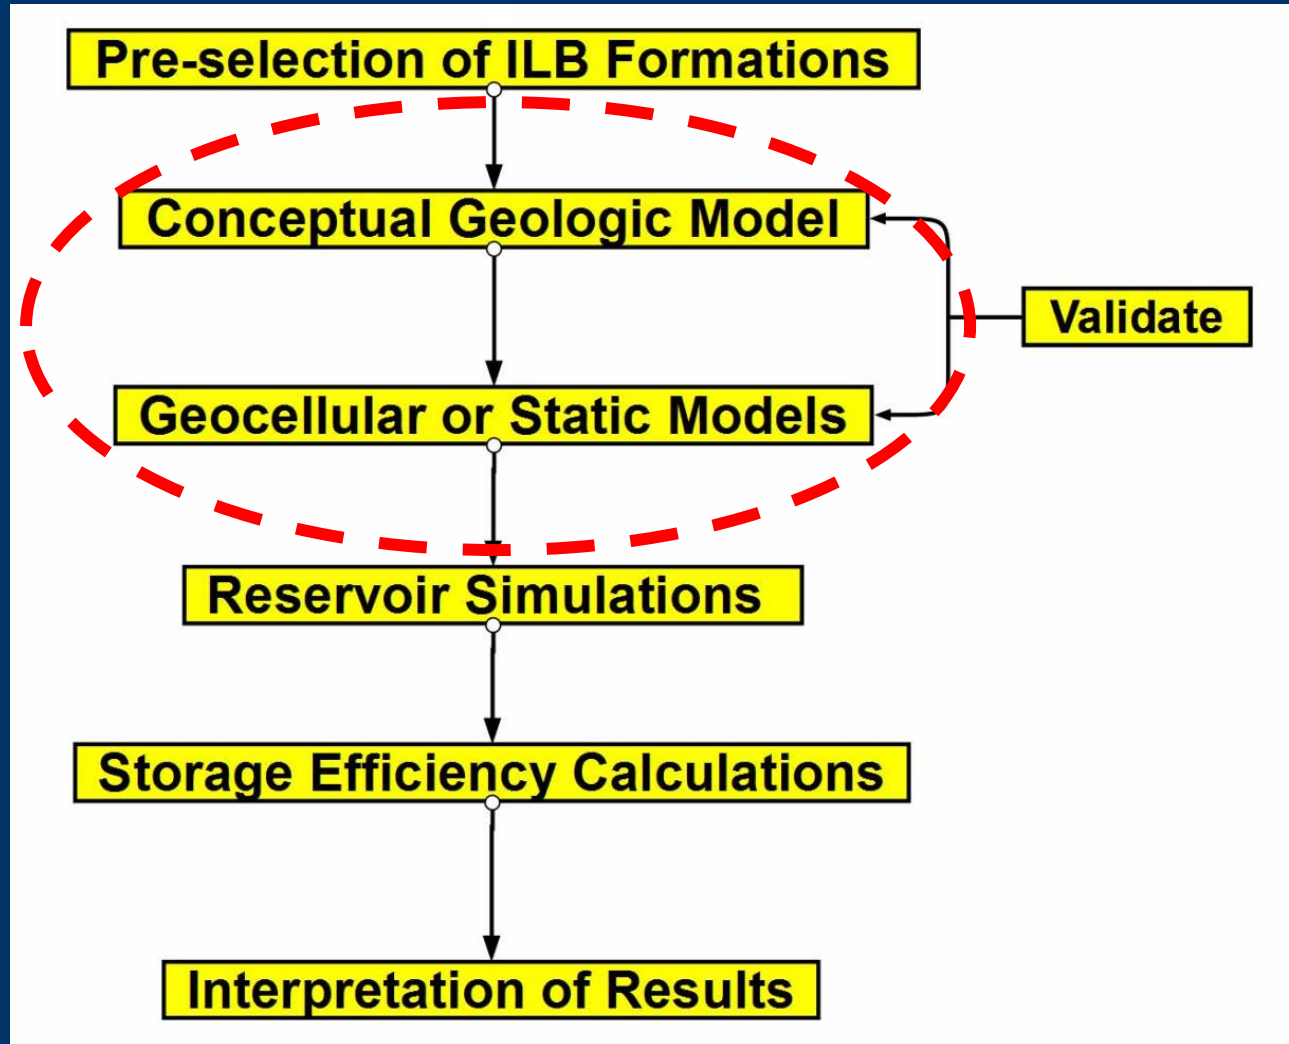 Pre-selection of ILB Formations
Conceptual Geologic Model
Validate
Geocellular or Static Models
Reservoir Simulations
Storage Efficiency Calculations
Interpretation of Results